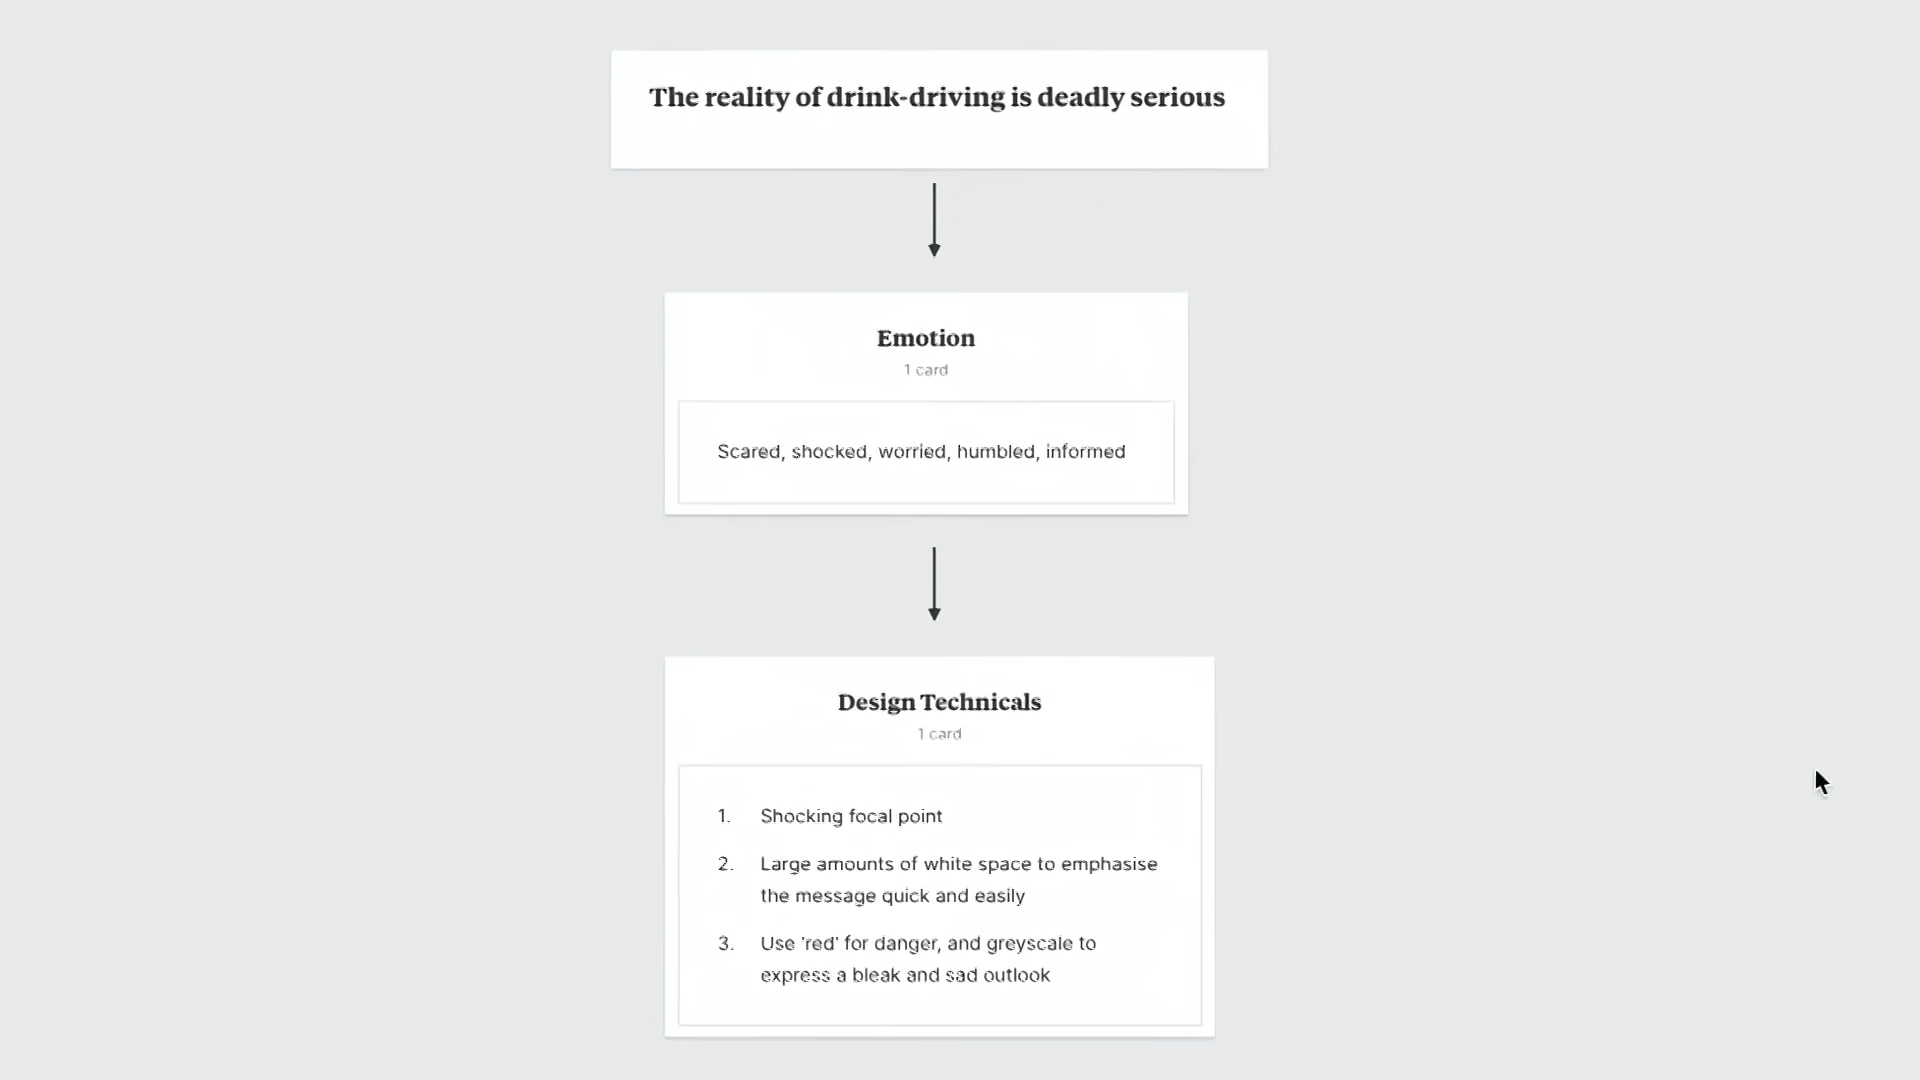 The reality of drink-driving is deadly serious
Emotion
1 card
Scared, shocked, worried, humbled, informed
Design Technicals
1 card
1. Shocking focal point
2. Large amounts of white space to emphasise
the message quick and easily
3. Use 'red' for danger, and greyscale to
express a bleak and sad outlook